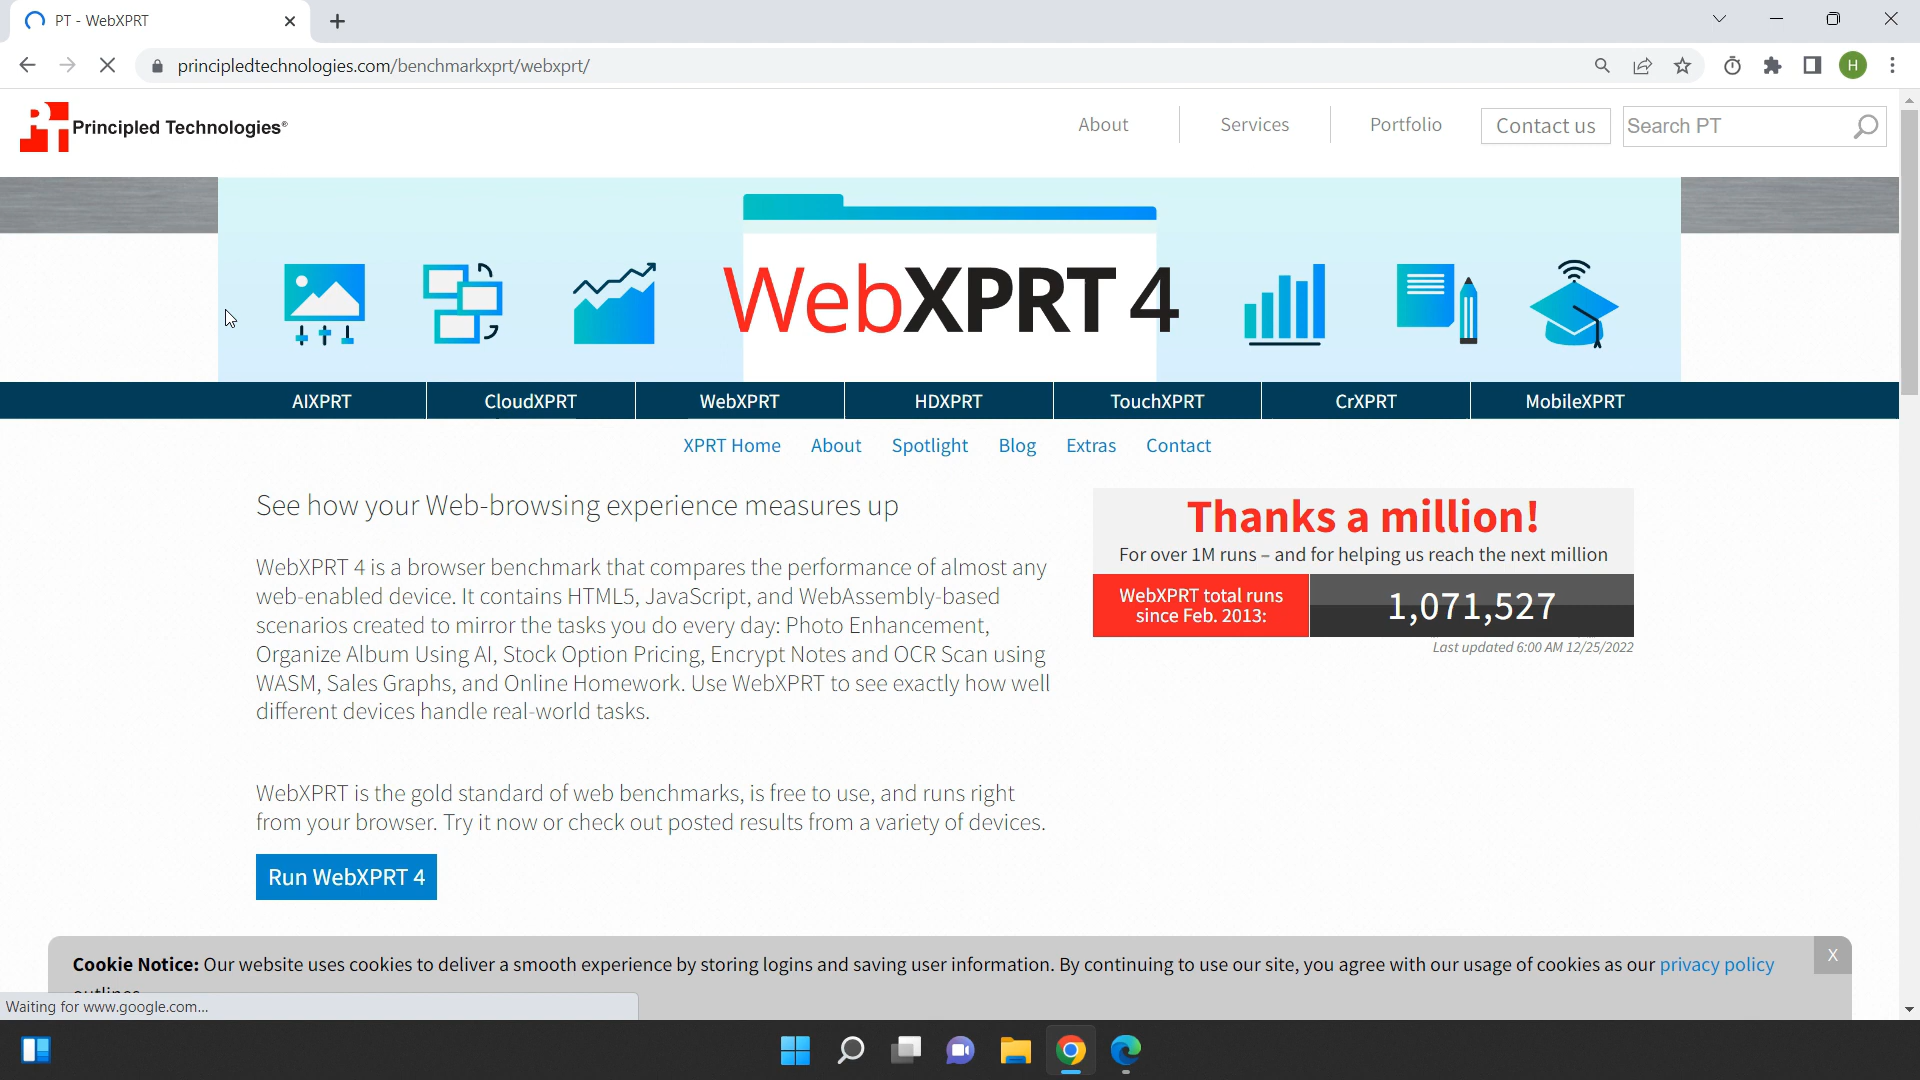 PT - WebXPRT
principledtechnologies.com/benchmarkxprt/webxprt/
H
PT Principled Technologies®
About
Services
Portfolio
Contact us
Search PT
WebXPRT 4
AIXPRT
CloudXPRT
WebXPRT
HDXPRT
TouchXPRT
CrXPRT
MobileXPRT
XPRT Home
About
Spotlight
Blog
Extras
Contact
See how your Web-browsing experience measures up
WebXPRT 4 is a browser benchmark that compares the performance of almost any
web-enabled device. It contains HTML5, JavaScript, and WebAssembly-based
scenarios created to mirror the tasks you do every day: Photo Enhancement,
Organize Album Using AI, Stock Option Pricing, Encrypt Notes and OCR Scan using
WASM, Sales Graphs, and Online Homework. Use WebXPRT to see exactly how well
different devices handle real-world tasks.
WebXPRT is the gold standard of web benchmarks, is free to use, and runs right
from your browser. Try it now or check out posted results from a variety of devices.
Run WebXPRT 4
Thanks a million!
For over 1M runs – and for helping us reach the next million
WebXPRT total runs
since Feb. 2013:
1,071,527
Last updated 6:00 AM 12/25/2022
Cookie Notice: Our website uses cookies to deliver a smooth experience by storing logins and saving user information. By continuing to use our site, you agree with our usage of cookies as our privacy policy
X
Waiting for www.google.com...